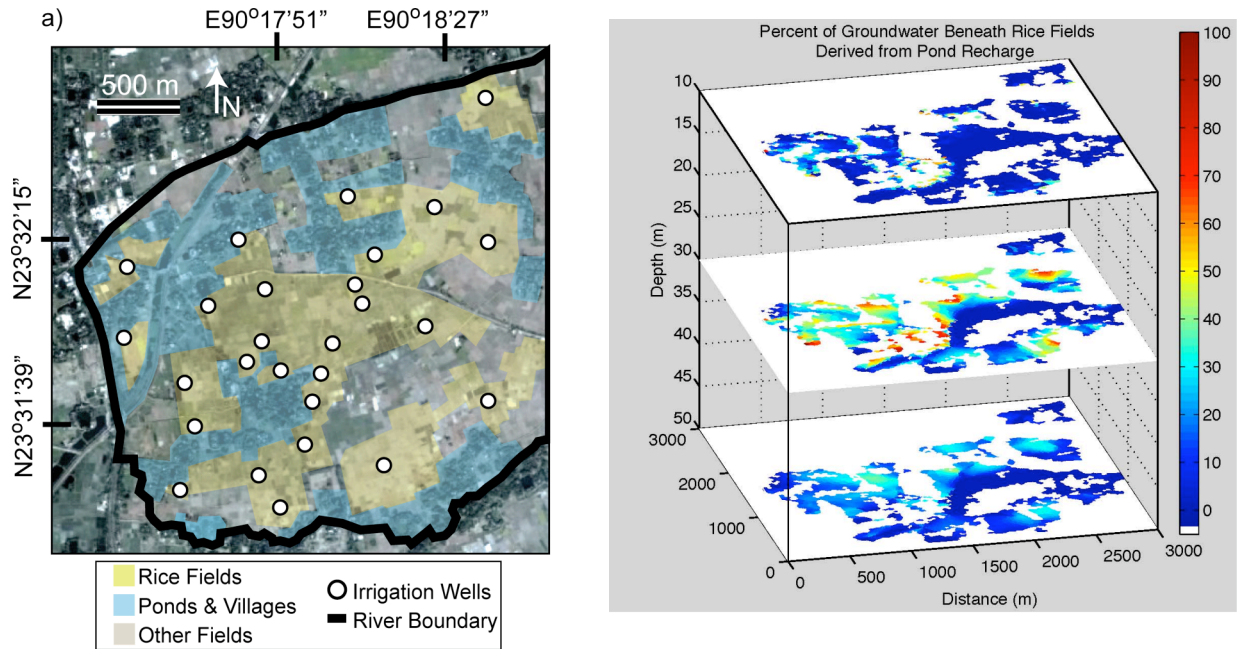 a)
E90°17'51"
E90°18'27"
500 m
N
N23°32'15"
N23°31'39"
Rice Fields
Ponds & Villages
Other Fields
Irrigation Wells
River Boundary
Percent of Groundwater Beneath Rice Fields
Derived from Pond Recharge
10
15
20
25
30
35
40
45
50
Depth (m)
3000
2000
1000
0
0
500
1000
1500
2000
2500
3000
Distance (m)
100
90
80
70
60
50
40
30
20
10
0